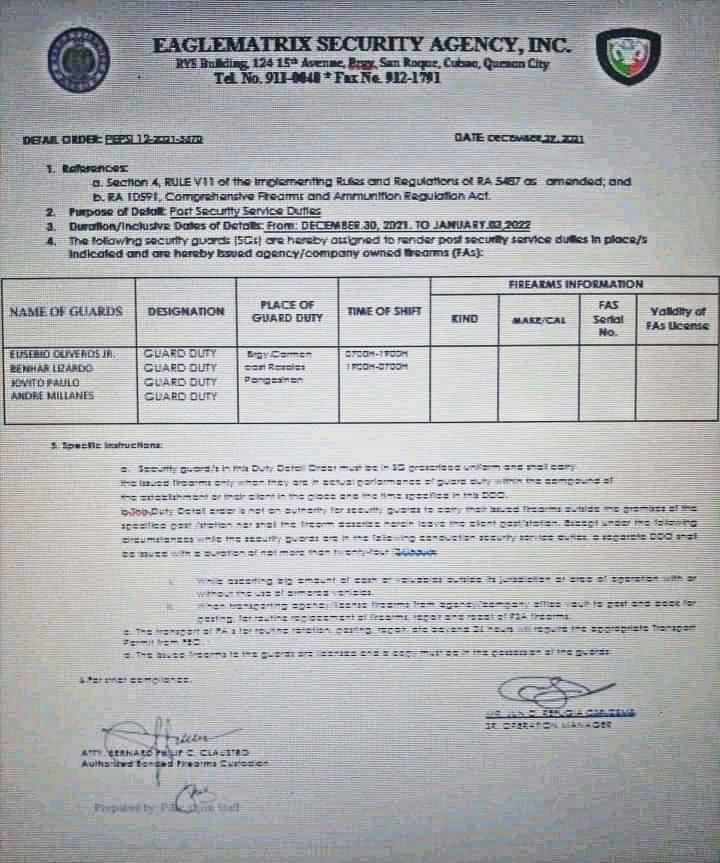 EAGLEMATRIX SECURITY AGENCY, INC.
RYS Building, 124 15th Avenue, Brgy. San Roque, Cubao, Quezon City
Tel. No. 911-0640 * Fax No. 912-1791
DETAIL ORDER: PEPSI 12-2021-5470
DATE: DECEMBER.27, 2021
1. References:
a. Section 4, RULE V11 of the Implementing Rules and Regulations of RA 5487 as amended; and
b. RA 10591, Comprehensive Firearms and Ammunition Regulation Act.
2. Purpose of Detail: Post Security Service Duties
3. Duration/Inclusive Dates of Details: From: DECEMBER.30, 2021. TO JANUARY.03,2022
4. The following security guards (SGs) are hereby assigned to render post security service duties in place/s
indicated and are hereby issued agency/company owned firearms (FAs):
NAME OF GUARDS DESIGNATION PLACE OF GUARD DUTY TIME OF SHIFT FIREARMS INFORMATION
KIND MAKE/CAL FAS Serial No. Validity of FAs License
EUSEBIO OLIVEROS JR. GUARD DUTY Brgy.Carmen 0700H-1900H
BENHAR LIZARDO GUARD DUTY east Rosales 1900H-0700H
JOVITO PAULO GUARD DUTY Pangasinan
ANDRE MILLANES GUARD DUTY
5. Specific Instructions:
a. Security guard/s in this Duty Detail Order must be in SG prescribed uniform and shall carry
the issued firearms only when they are in actual performance of guard duty within the compound of
the establishment or their client in the place and the time specified in this DDO.
Duty Detail order is not an authority for security guards to carry their issued firearms outside the premises of the
specified post /station nor shall the firearm describe herein leave the client post/station. Except under the following
circumstances while the security guards are in the following conduction security service duties, a separate DDO shall
be issued with a duration of not more than twenty-four
i. While escorting big amount of cash or valuables outside its jurisdiction or area of operation with or
without the use of armored vehicles.
ii. When transporting agency/license firearms from agency/company office vault to post and back for
posting, for routine replacement of firearms, repair and recall of PSA firearms.
c. The transport of FA s for routine rotation, posting, repair, etc beyond 24 hours will require the appropriate Transport
Permit from
d. The issued firearms to the guards are licensed and a copy must be in the possession of the guards
6.For strict compliance.
MR. JUN D. REFUGIA
SR. OPERATION MANAGER
ATTY. BERNARD PHILIP C. CLAUSTRO
Authorized Bonded Firearms Custodian
Prepared by: Staff